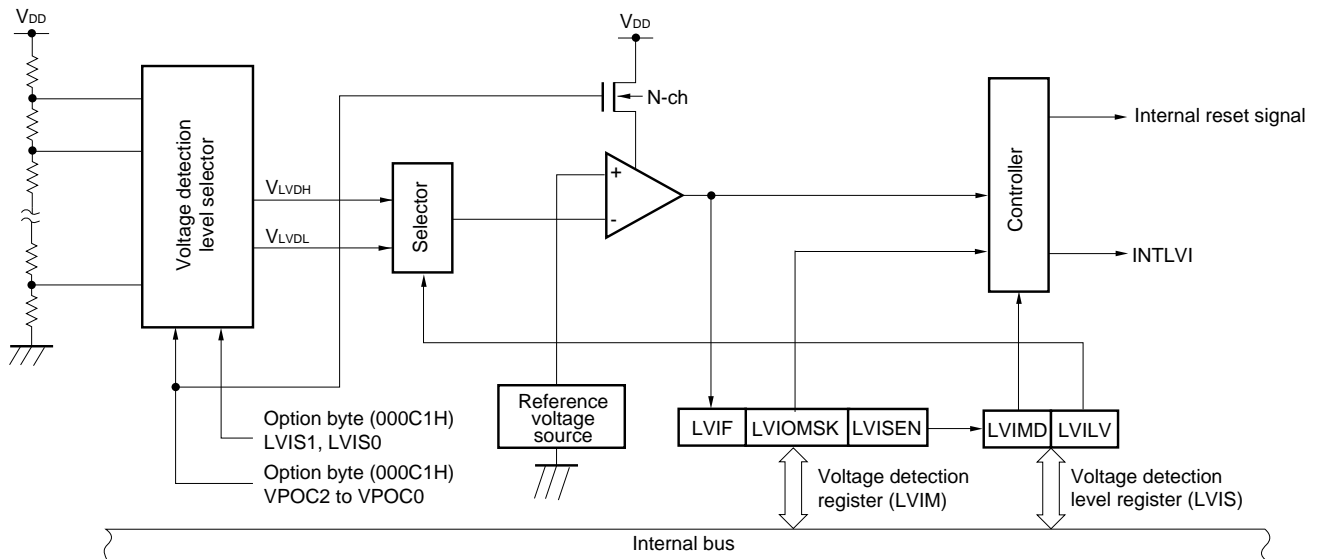 VDD
VDD
N-ch
Voltage detection
level selector
VLVDH
VLVDL
Selector
+
-
Controller
Internal reset signal
INTLVI
Reference
voltage
source
Option byte (000C1H)
LVIS1, LVIS0
Option byte (000C1H)
VPOC2 to VPOC0
LVIF LVIOMSK LVISEN
LVIMD LVILV
Voltage detection
register (LVIM)
Voltage detection
level register (LVIS)
Internal bus